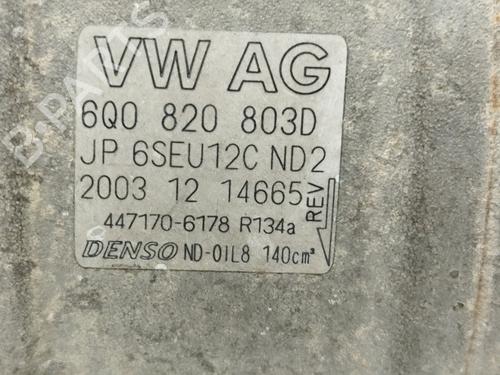 VW AG
6Q0 820 803D
JP 6SEU12C ND2
2003 12 14665
REV
447170-6178 R134a
DENSO ND-OIL8 140cm³
B-PARTS